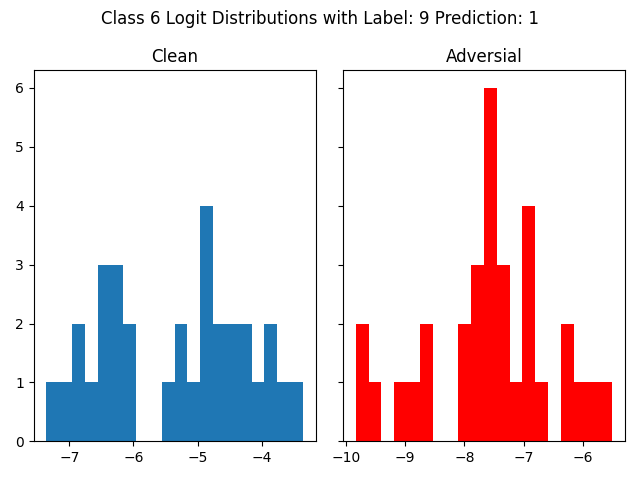 Class 6 Logit Distributions with Label: 9 Prediction: 1
Clean
Adversial
6
5
4
3
2
1
0
−7 −6 −5 −4
−10 −9 −8 −7 −6